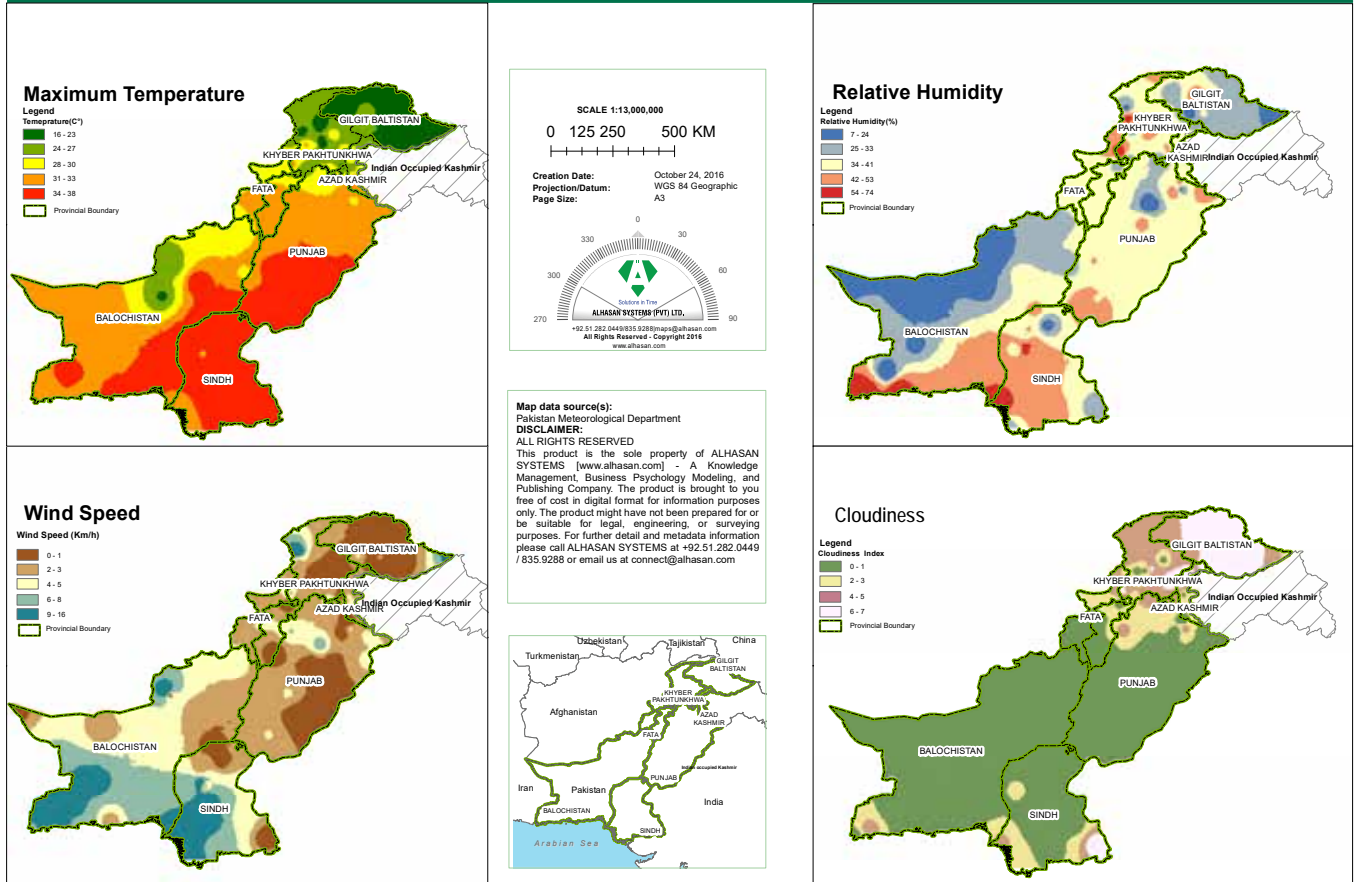 Maximum Temperature
Legend
Temeprature(C°)
16 - 23
24 - 27
28 - 30
31 - 33
34 - 38
Provincial Boundary
GILGIT BALTISTAN
KHYBER PAKHTUNKHWA
Indian Occupied Kashmir
AZAD KASHMIR
FATA
PUNJAB
BALOCHISTAN
SINDH
SCALE 1:13,000,000
0 125 250 500 KM
Creation Date: October 24, 2016
Projection/Datum: WGS 84 Geographic
Page Size: A3
0
330 30
300 60
270 90
Solutions in Time
ALHASAN SYSTEMS (PVT) LTD.
+92.51.282.0449/835.9288|maps@alhasan.com
All Rights Reserved - Copyright 2016
www.alhasan.com
Relative Humidity
Legend
Relative Humidity(%)
7 - 24
25 - 33
34 - 41
42 - 53
54 - 74
Provincial Boundary
GILGIT
BALTISTAN
KHYBER
PAKHTUNKHWA
AZAD
KASHMIR
Indian Occupied Kashmir
FATA
PUNJAB
BALOCHISTAN
SINDH
Map data source(s):
Pakistan Meteorological Department
DISCLAIMER:
ALL RIGHTS RESERVED
This product is the sole property of ALHASAN
SYSTEMS [www.alhasan.com] - A Knowledge
Management, Business Psychology Modeling, and
Publishing Company. The product is brought to you
free of cost in digital format for information purposes
only. The product might have not been prepared for or
be suitable for legal, engineering, or surveying
purposes. For further detail and metadata information
please call ALHASAN SYSTEMS at +92.51.282.0449
/ 835.9288 or email us at connect@alhasan.com
Wind Speed
Wind Speed (Km/h)
0 - 1
2 - 3
4 - 5
6 - 8
9 - 16
Provincial Boundary
GILGIT BALTISTAN
KHYBER PAKHTUNKHWA
Indian Occupied Kashmir
AZAD KASHMIR
FATA
PUNJAB
BALOCHISTAN
SINDH
Uzbekistan
Tajikistan
China
Turkmenistan
GILGIT
BALTISTAN
KHYBER
PAKHTUNKHWA
Afghanistan
AZAD
KASHMIR
FATA
Indian occupied Kashmir
PUNJAB
Iran
Pakistan
India
BALOCHISTAN
SINDH
Arabian Sea
Cloudiness
Legend
Cloudiness Index
0 - 1
2 - 3
4 - 5
6 - 7
Provincial Boundary
GILGIT BALTISTAN
KHYBER PAKHTUNKHWA
Indian Occupied Kashmir
AZAD KASHMIR
FATA
PUNJAB
BALOCHISTAN
SINDH